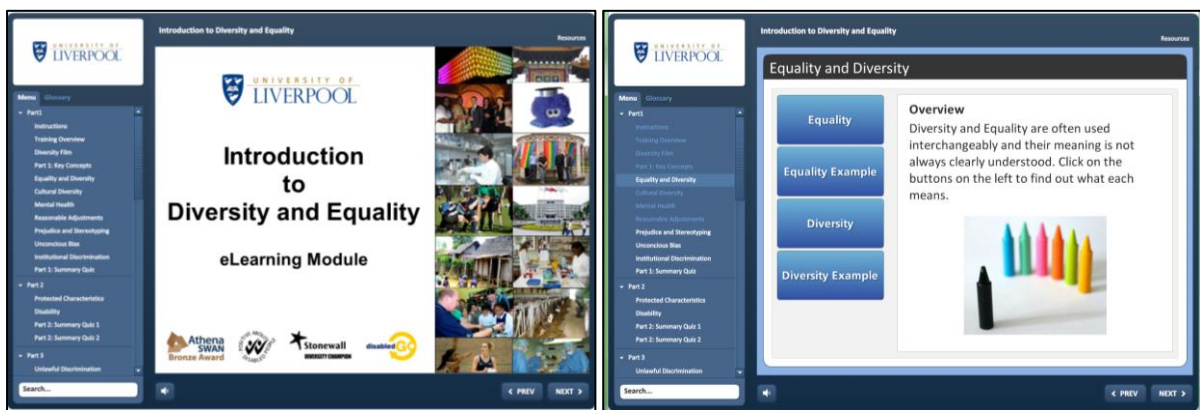 UNIVERSITY OF
LIVERPOOL
Introduction to Diversity and Equality
Resources
Menu
Glossary
Part1
Instructions
Training Overview
Diversity Film
Part 1: Key Concepts
Equality and Diversity
Cultural Diversity
Mental Health
Reasonable Adjustments
Prejudice and Stereotyping
Unconcious Bias
Institutional Discrimination
Part 1: Summary Quiz
Part 2
Protected Characteristics
Disability
Part 2: Summary Quiz 1
Part 2: Summary Quiz 2
Part 3
Unlawful Discrimination
Search...
UNIVERSITY OF
LIVERPOOL
Introduction
to
Diversity and Equality
eLearning Module
Athena
SWAN
Bronze Award
POSITIVE ABOUT
DISABLED PEOPLE
Stonewall
DIVERSITY CHAMPION
disabledGO
< PREV
NEXT >
UNIVERSITY OF
LIVERPOOL
Introduction to Diversity and Equality
Resources
Menu
Glossary
Part1
Instructions
Training Overview
Diversity Film
Part 1: Key Concepts
Equality and Diversity
Cultural Diversity
Mental Health
Reasonable Adjustments
Prejudice and Stereotyping
Unconcious Bias
Institutional Discrimination
Part 1: Summary Quiz
Part 2
Protected Characteristics
Disability
Part 2: Summary Quiz 1
Part 2: Summary Quiz 2
Part 3
Unlawful Discrimination
Search...
Equality and Diversity
Equality
Equality Example
Diversity
Diversity Example
Overview
Diversity and Equality are often used
interchangeably and their meaning is not
always clearly understood. Click on the
buttons on the left to find out what each
means.
< PREV
NEXT >